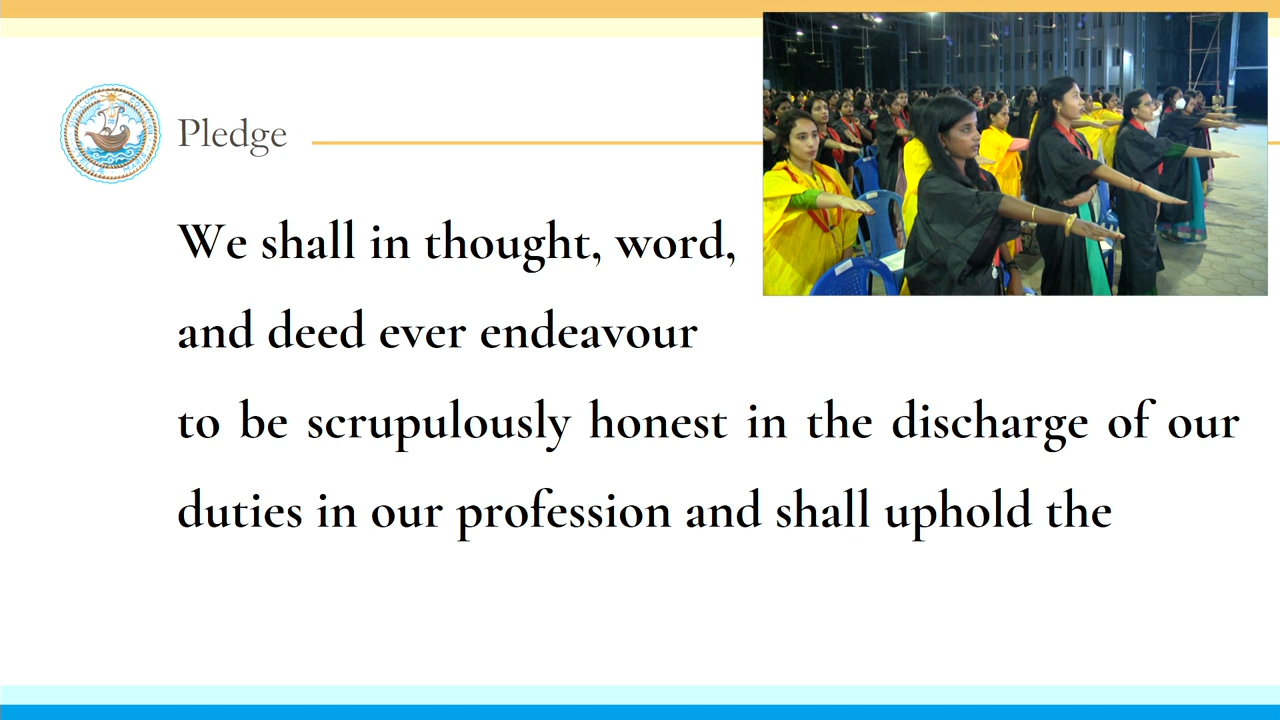 Pledge
We shall in thought, word,
and deed ever endeavour
to be scrupulously honest in the discharge of our
duties in our profession and shall uphold the